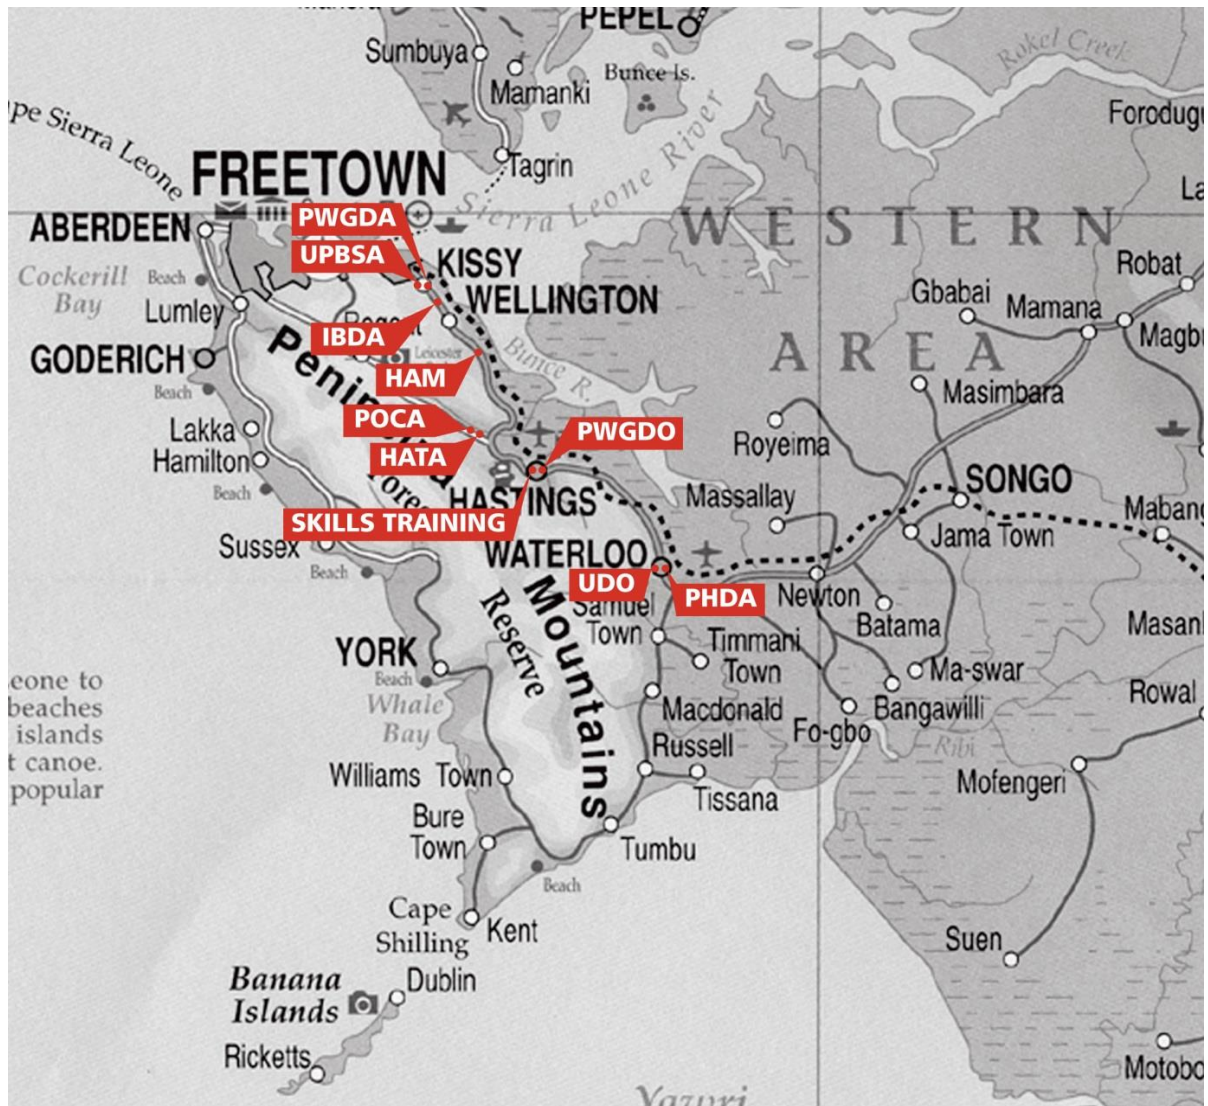 PEPEL
Sumbuya
Bunce Is.
Rokel Creek
Mamanki
pe Sierra Leone
Tagrin
Sierra Leone River
FREETOWN
PWGDA
ABERDEEN
WESTERN
UPBSA
KISSY
Cockerill
Bay
Beach
Robat
WELLINGTON
Gbabai
Mamana
Lumley
IBDA
Bunce R.
AREA
GODERICH
Leicester
HAM
Beach
Masimbara
POCA
PWGDO
Lakka
Royeima
HATA
Hamilton
SONGO
Beach
HASTINGS
Massallay
SKILLS TRAINING
Jama Town
Sussex
WATERLOO
Beach
UDO
PHDA
Newton
Samuel
Town
Batama
Peninsula
Mountains
Forest
Reserve
Timmani
Town
YORK
Beach
Ma-swar
Whale
Bay
Macdonald
Bangawilli
Rowal
Fo-gbo
Russell
Ribi
eone to
beaches
islands
t canoe.
popular
Williams Town
Tissana
Mofengeri
Bure
Town
Tumbu
Beach
Cape
Shilling
Kent
Suen
Banana
Islands
Dublin
Ricketts